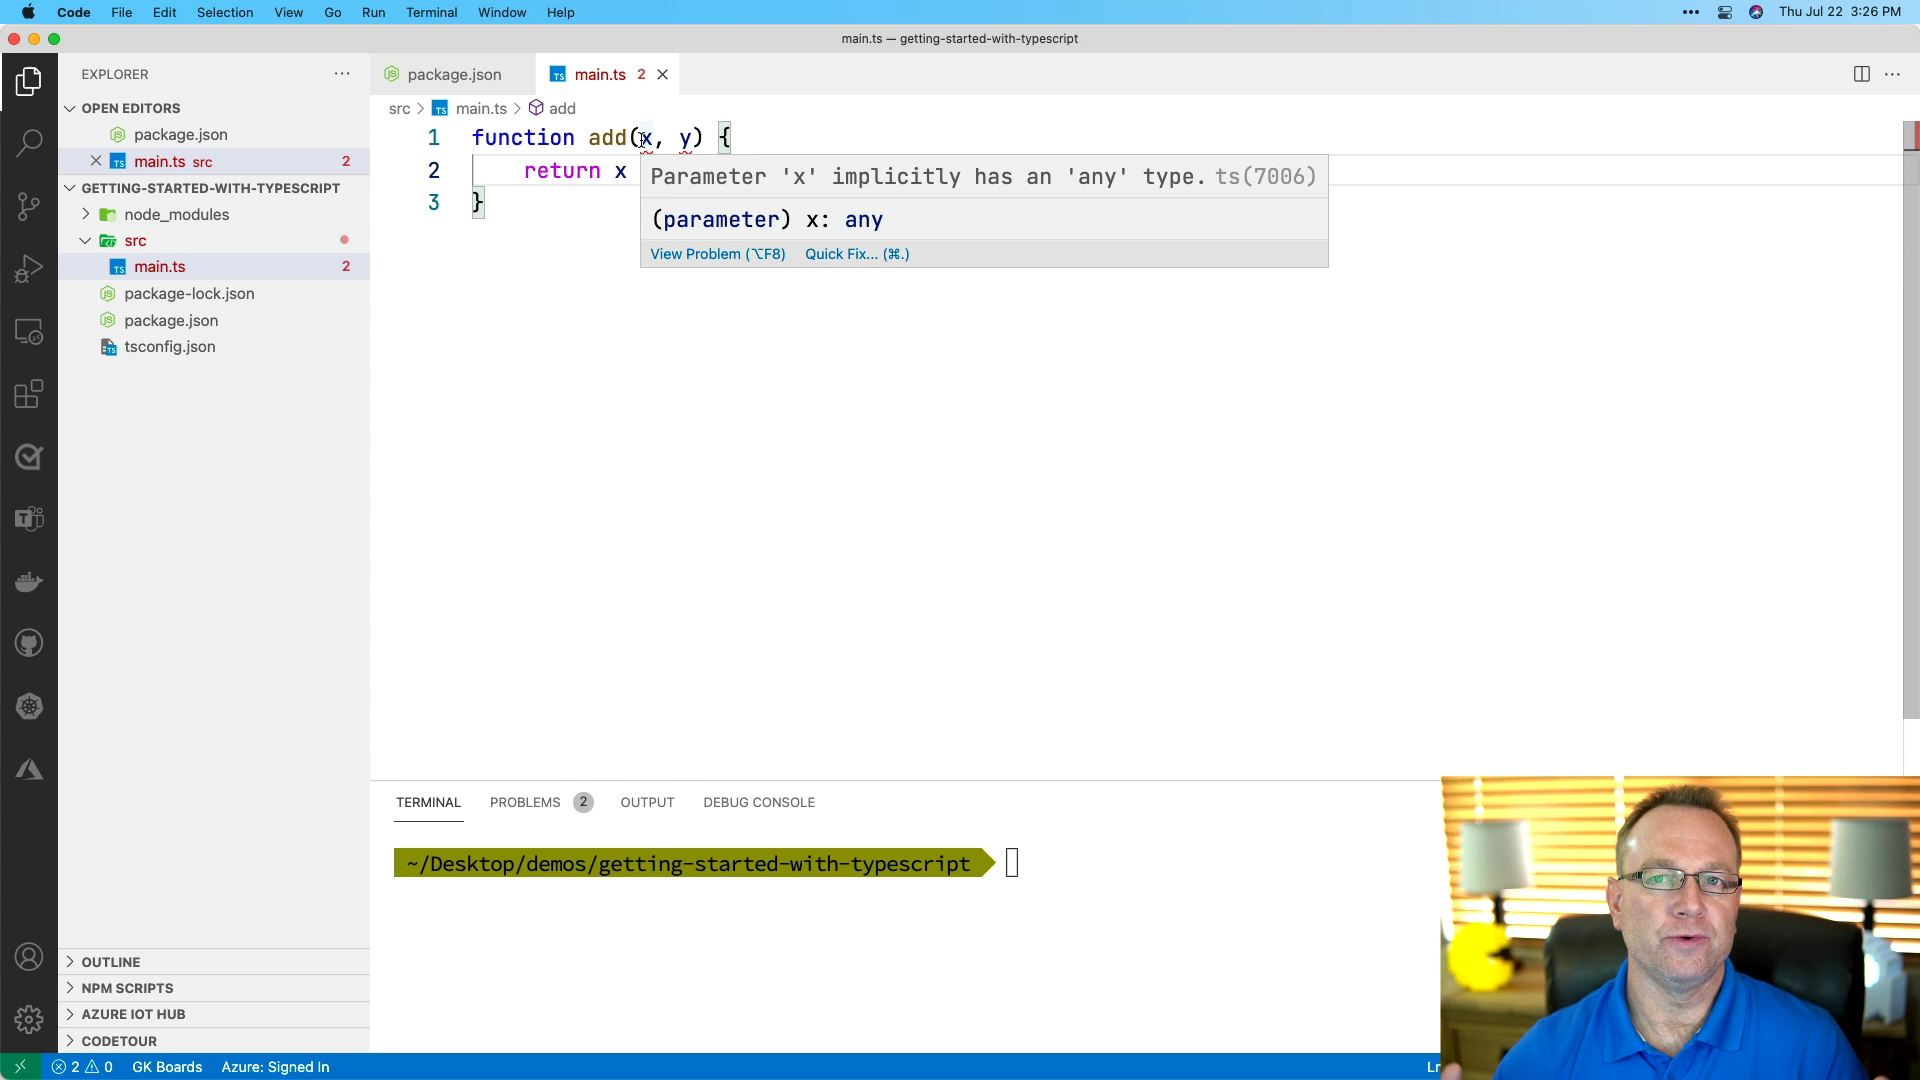 Code File Edit Selection View Go Run Terminal Window Help
Thu Jul 22 3:26 PM
main.ts — getting-started-with-typescript
EXPLORER
package.json
main.ts 2
OPEN EDITORS
package.json
main.ts src 2
GETTING-STARTED-WITH-TYPESCRIPT
node_modules
src
main.ts 2
package-lock.json
package.json
tsconfig.json
OUTLINE
NPM SCRIPTS
AZURE IOT HUB
CODETOUR
src > main.ts > add
1 function add(x, y) {
2 return x
3 }
Parameter 'x' implicitly has an 'any' type. ts(7006)
(parameter) x: any
View Problem (⌥F8) Quick Fix... (⌘.)
TERMINAL PROBLEMS 2 OUTPUT DEBUG CONSOLE
~/Desktop/demos/getting-started-with-typescript
2 0 GK Boards Azure: Signed In